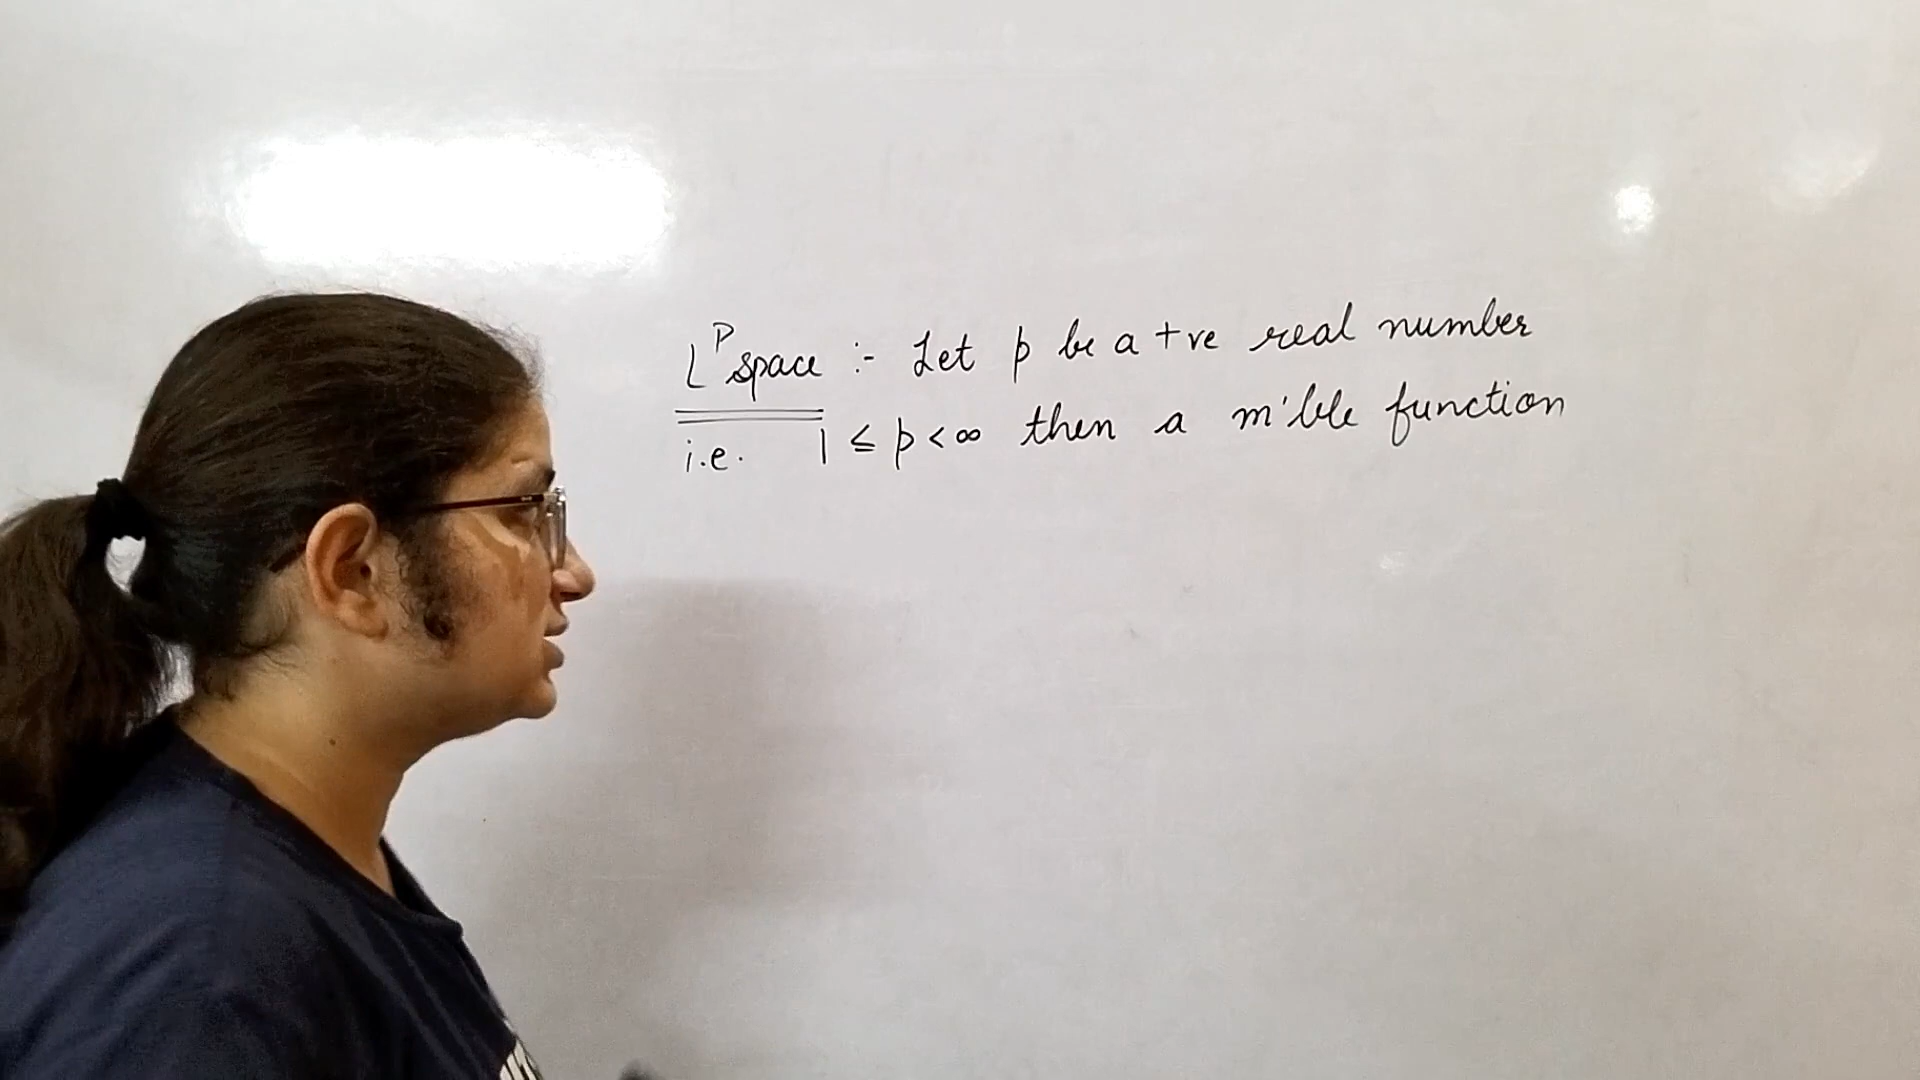 L^p space :- Let p be a +ve real number
i.e. 1 ≤ p < ∞ then a m'ble function